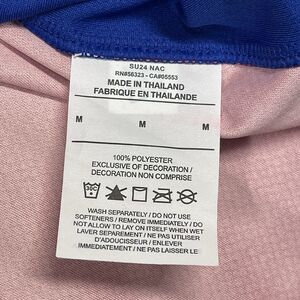 SU24 NAC
RN#56323 - CA#05553
MADE IN THAILAND
FABRIQUE EN THAILANDE
M M M
100% POLYESTER
EXCLUSIVE OF DECORATION /
DECORATION NON COMPRISE
30C
WASH SEPARATELY / DO NOT USE
SOFTENERS / REMOVE IMMEDIATELY / DO
NOT ALLOW TO LAY ON ITSELF WHEN WET
LAVER SEPAREMENT / NE PAS UTILISER
D'ADOUCISSEUR / ENLEVER
IMMEDIATEMENT / NE PAS LAISSER LE